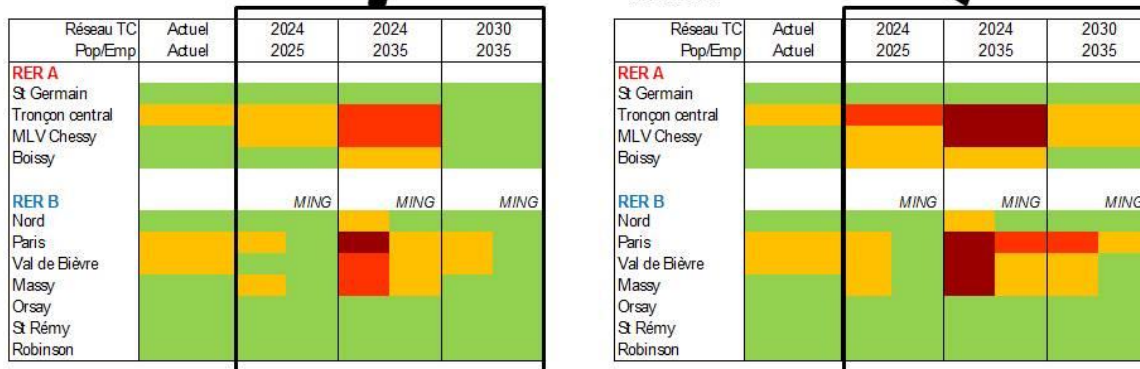 Réseau TC Actuel 2024 2024 2030
Pop/Emp Actuel 2025 2035 2035
RER A
St Germain
Tronçon central
MLV Chessy
Boissy
RER B MING MING MING
Nord
Paris
Val de Bièvre
Massy
Orsay
St Rémy
Robinson
Réseau TC Actuel 2024 2024 2030
Pop/Emp Actuel 2025 2035 2035
RER A
St Germain
Tronçon central
MLV Chessy
Boissy
RER B MING MING MING
Nord
Paris
Val de Bièvre
Massy
Orsay
St Rémy
Robinson